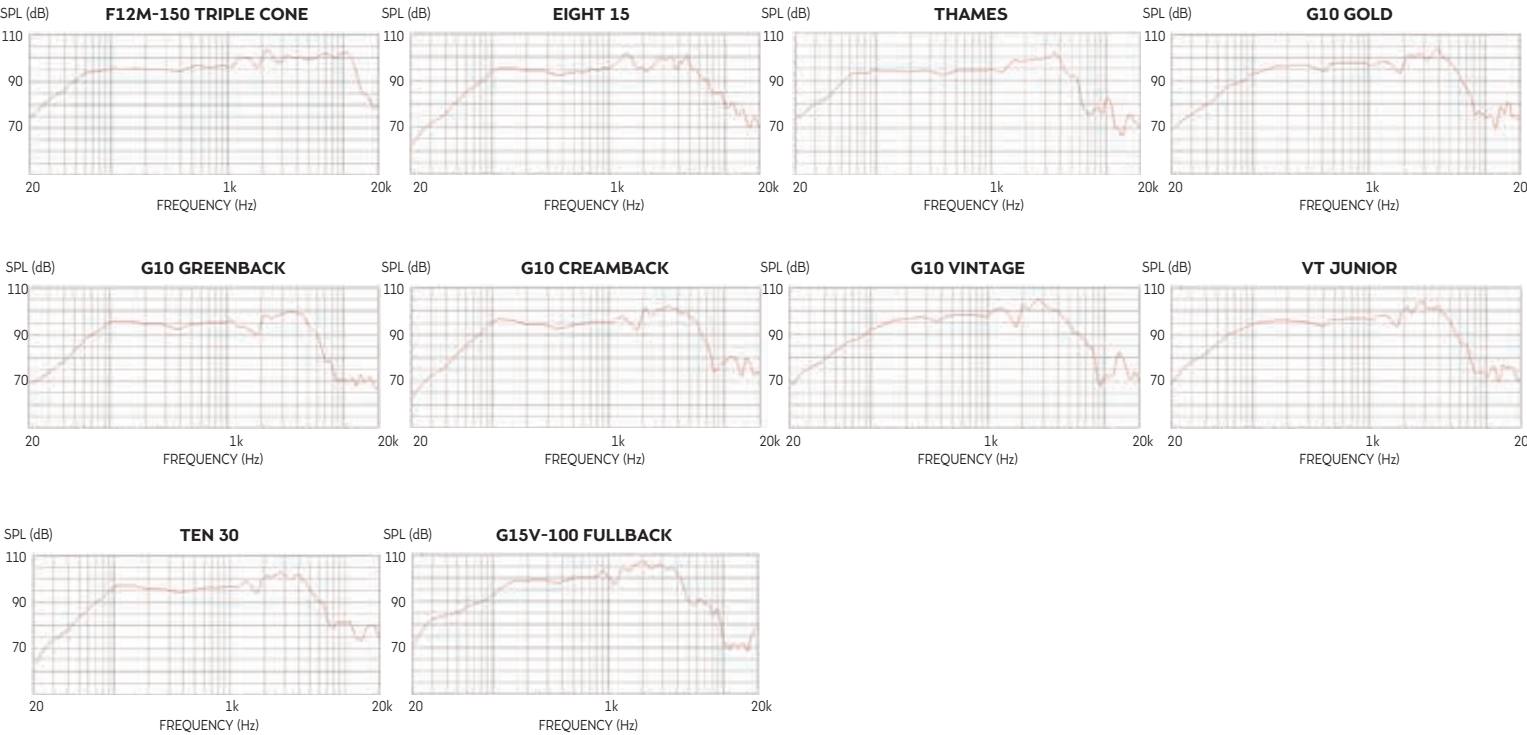 SPL (dB) F12M-150 TRIPLE CONE
110
90
70
20 1k 20k
FREQUENCY (Hz)
SPL (dB) EIGHT 15
110
90
70
20 1k 20k
FREQUENCY (Hz)
SPL (dB) THAMES
110
90
70
20 1k 20k
FREQUENCY (Hz)
SPL (dB) G10 GOLD
110
90
70
20 1k 20
FREQUENCY (Hz)
SPL (dB) G10 GREENBACK
110
90
70
20 1k 20k
FREQUENCY (Hz)
SPL (dB) G10 CREAMBACK
110
90
70
20 1k 20k
FREQUENCY (Hz)
SPL (dB) G10 VINTAGE
110
90
70
20 1k 20k
FREQUENCY (Hz)
SPL (dB) VT JUNIOR
110
90
70
20 1k 20
FREQUENCY (Hz)
SPL (dB) TEN 30
110
90
70
20 1k 20k
FREQUENCY (Hz)
SPL (dB) G15V-100 FULLBACK
110
90
70
20 1k 20k
FREQUENCY (Hz)